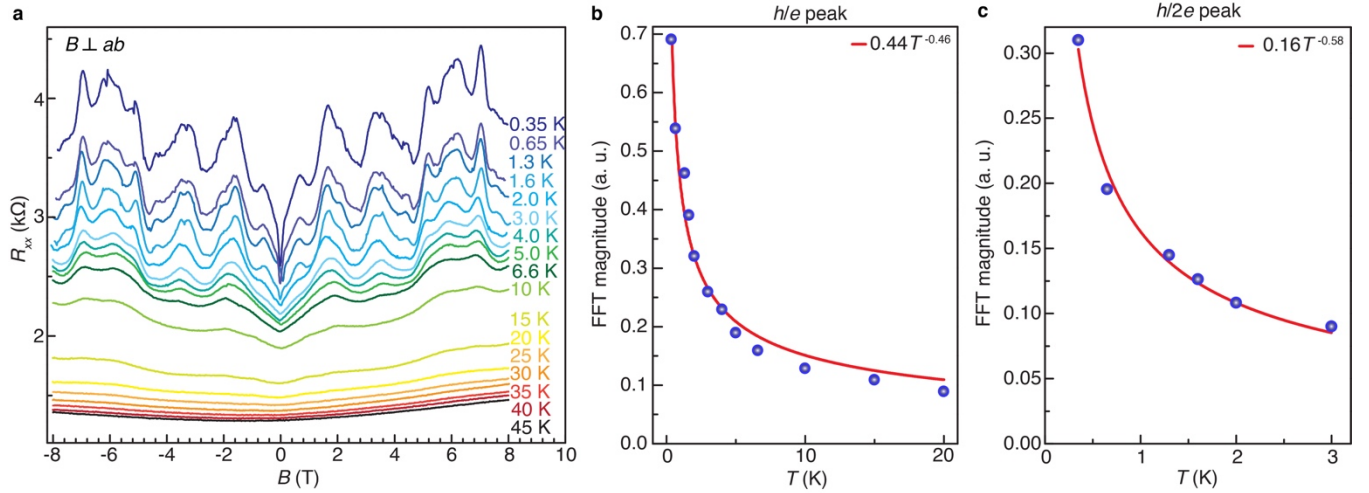 a
B ⊥ ab
R_xx (kΩ)
4
3
2
0.35 K
0.65 K
1.3 K
1.6 K
2.0 K
3.0 K
4.0 K
5.0 K
6.6 K
10 K
15 K
20 K
25 K
30 K
35 K
40 K
45 K
-8 -6 -4 -2 0 2 4 6 8 10
B (T)
b
h/e peak
0.44T^-0.46
FFT magnitude (a. u.)
0.7
0.6
0.5
0.4
0.3
0.2
0.1
0.0
0 5 10 15 20
T (K)
c
h/2e peak
0.16T^-0.58
FFT magnitude (a. u.)
0.30
0.25
0.20
0.15
0.10
0.05
0.00
0 1 2 3
T (K)